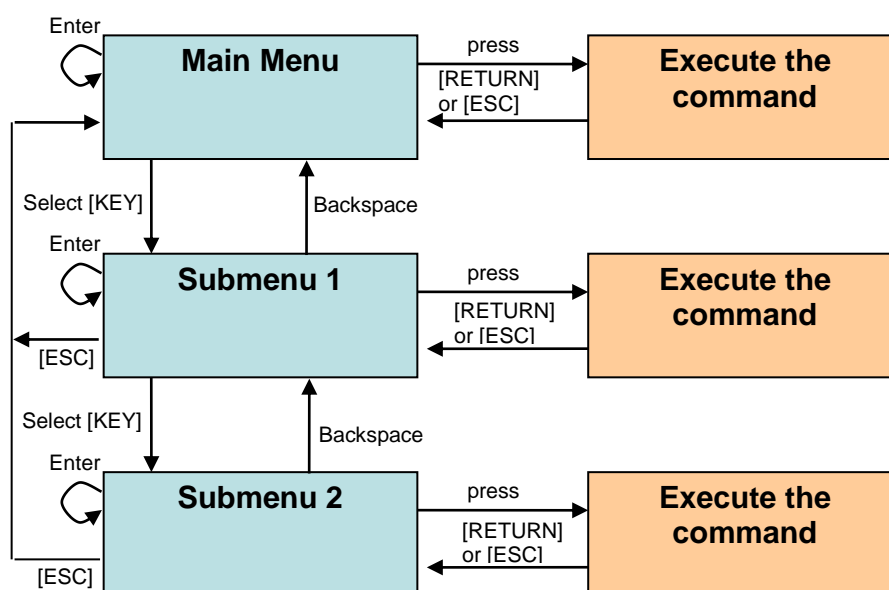 Enter
Main Menu
press
[RETURN]
or [ESC]
Execute the
command
Select [KEY]
Backspace
Enter
Submenu 1
press
[RETURN]
or [ESC]
Execute the
command
[ESC]
Select [KEY]
Backspace
Enter
Submenu 2
press
[RETURN]
or [ESC]
Execute the
command
[ESC]